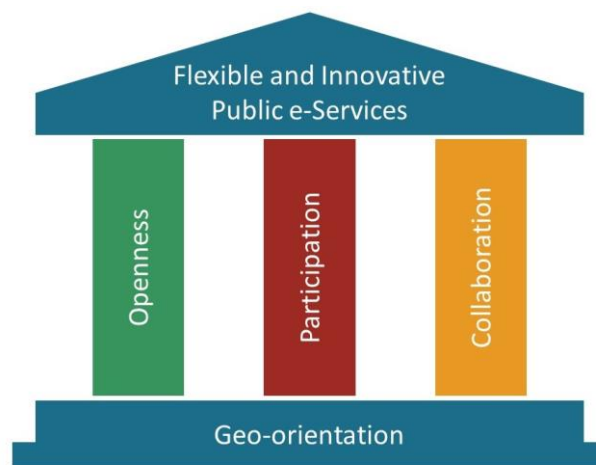 Flexible and Innovative
Public e-Services
Openness
Participation
Collaboration
Geo-orientation